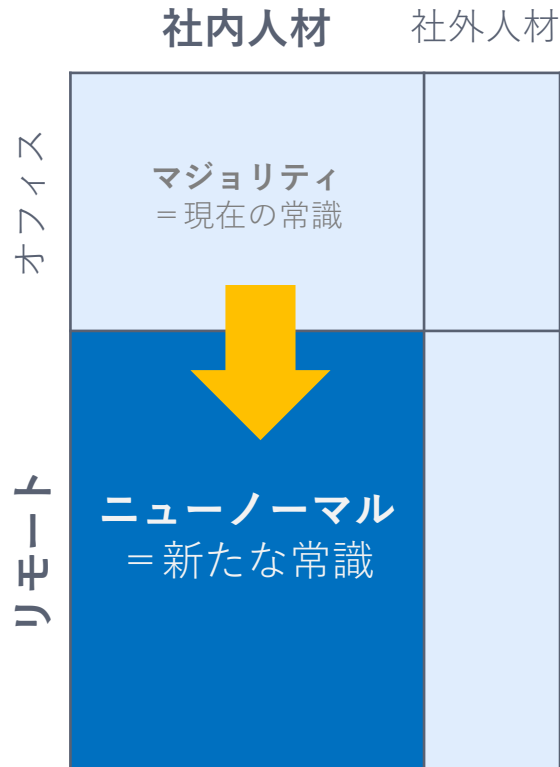 社内人材
社外人材
オフィス
マジョリティ
＝現在の常識
リモート
ニューノーマル
＝新たな常識